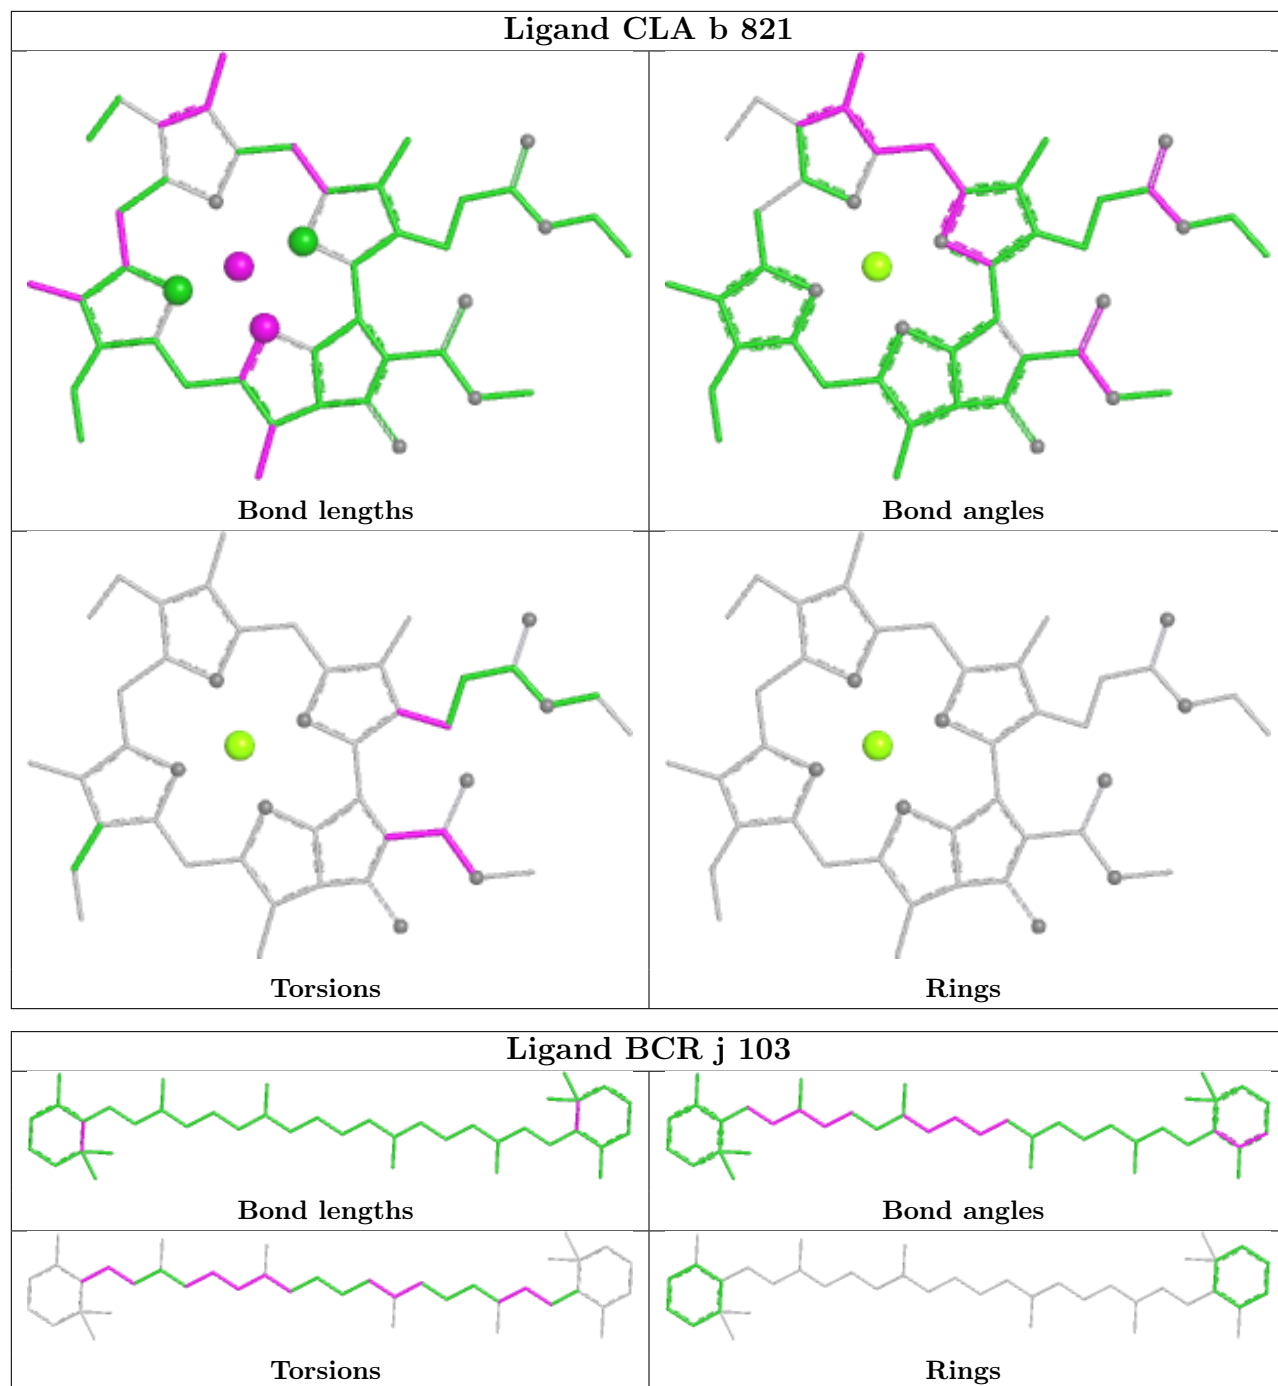 Ligand CLA b 821
Bond lengths
Bond angles
Torsions
Rings
Ligand BCR j 103
Bond lengths
Bond angles
Torsions
Rings